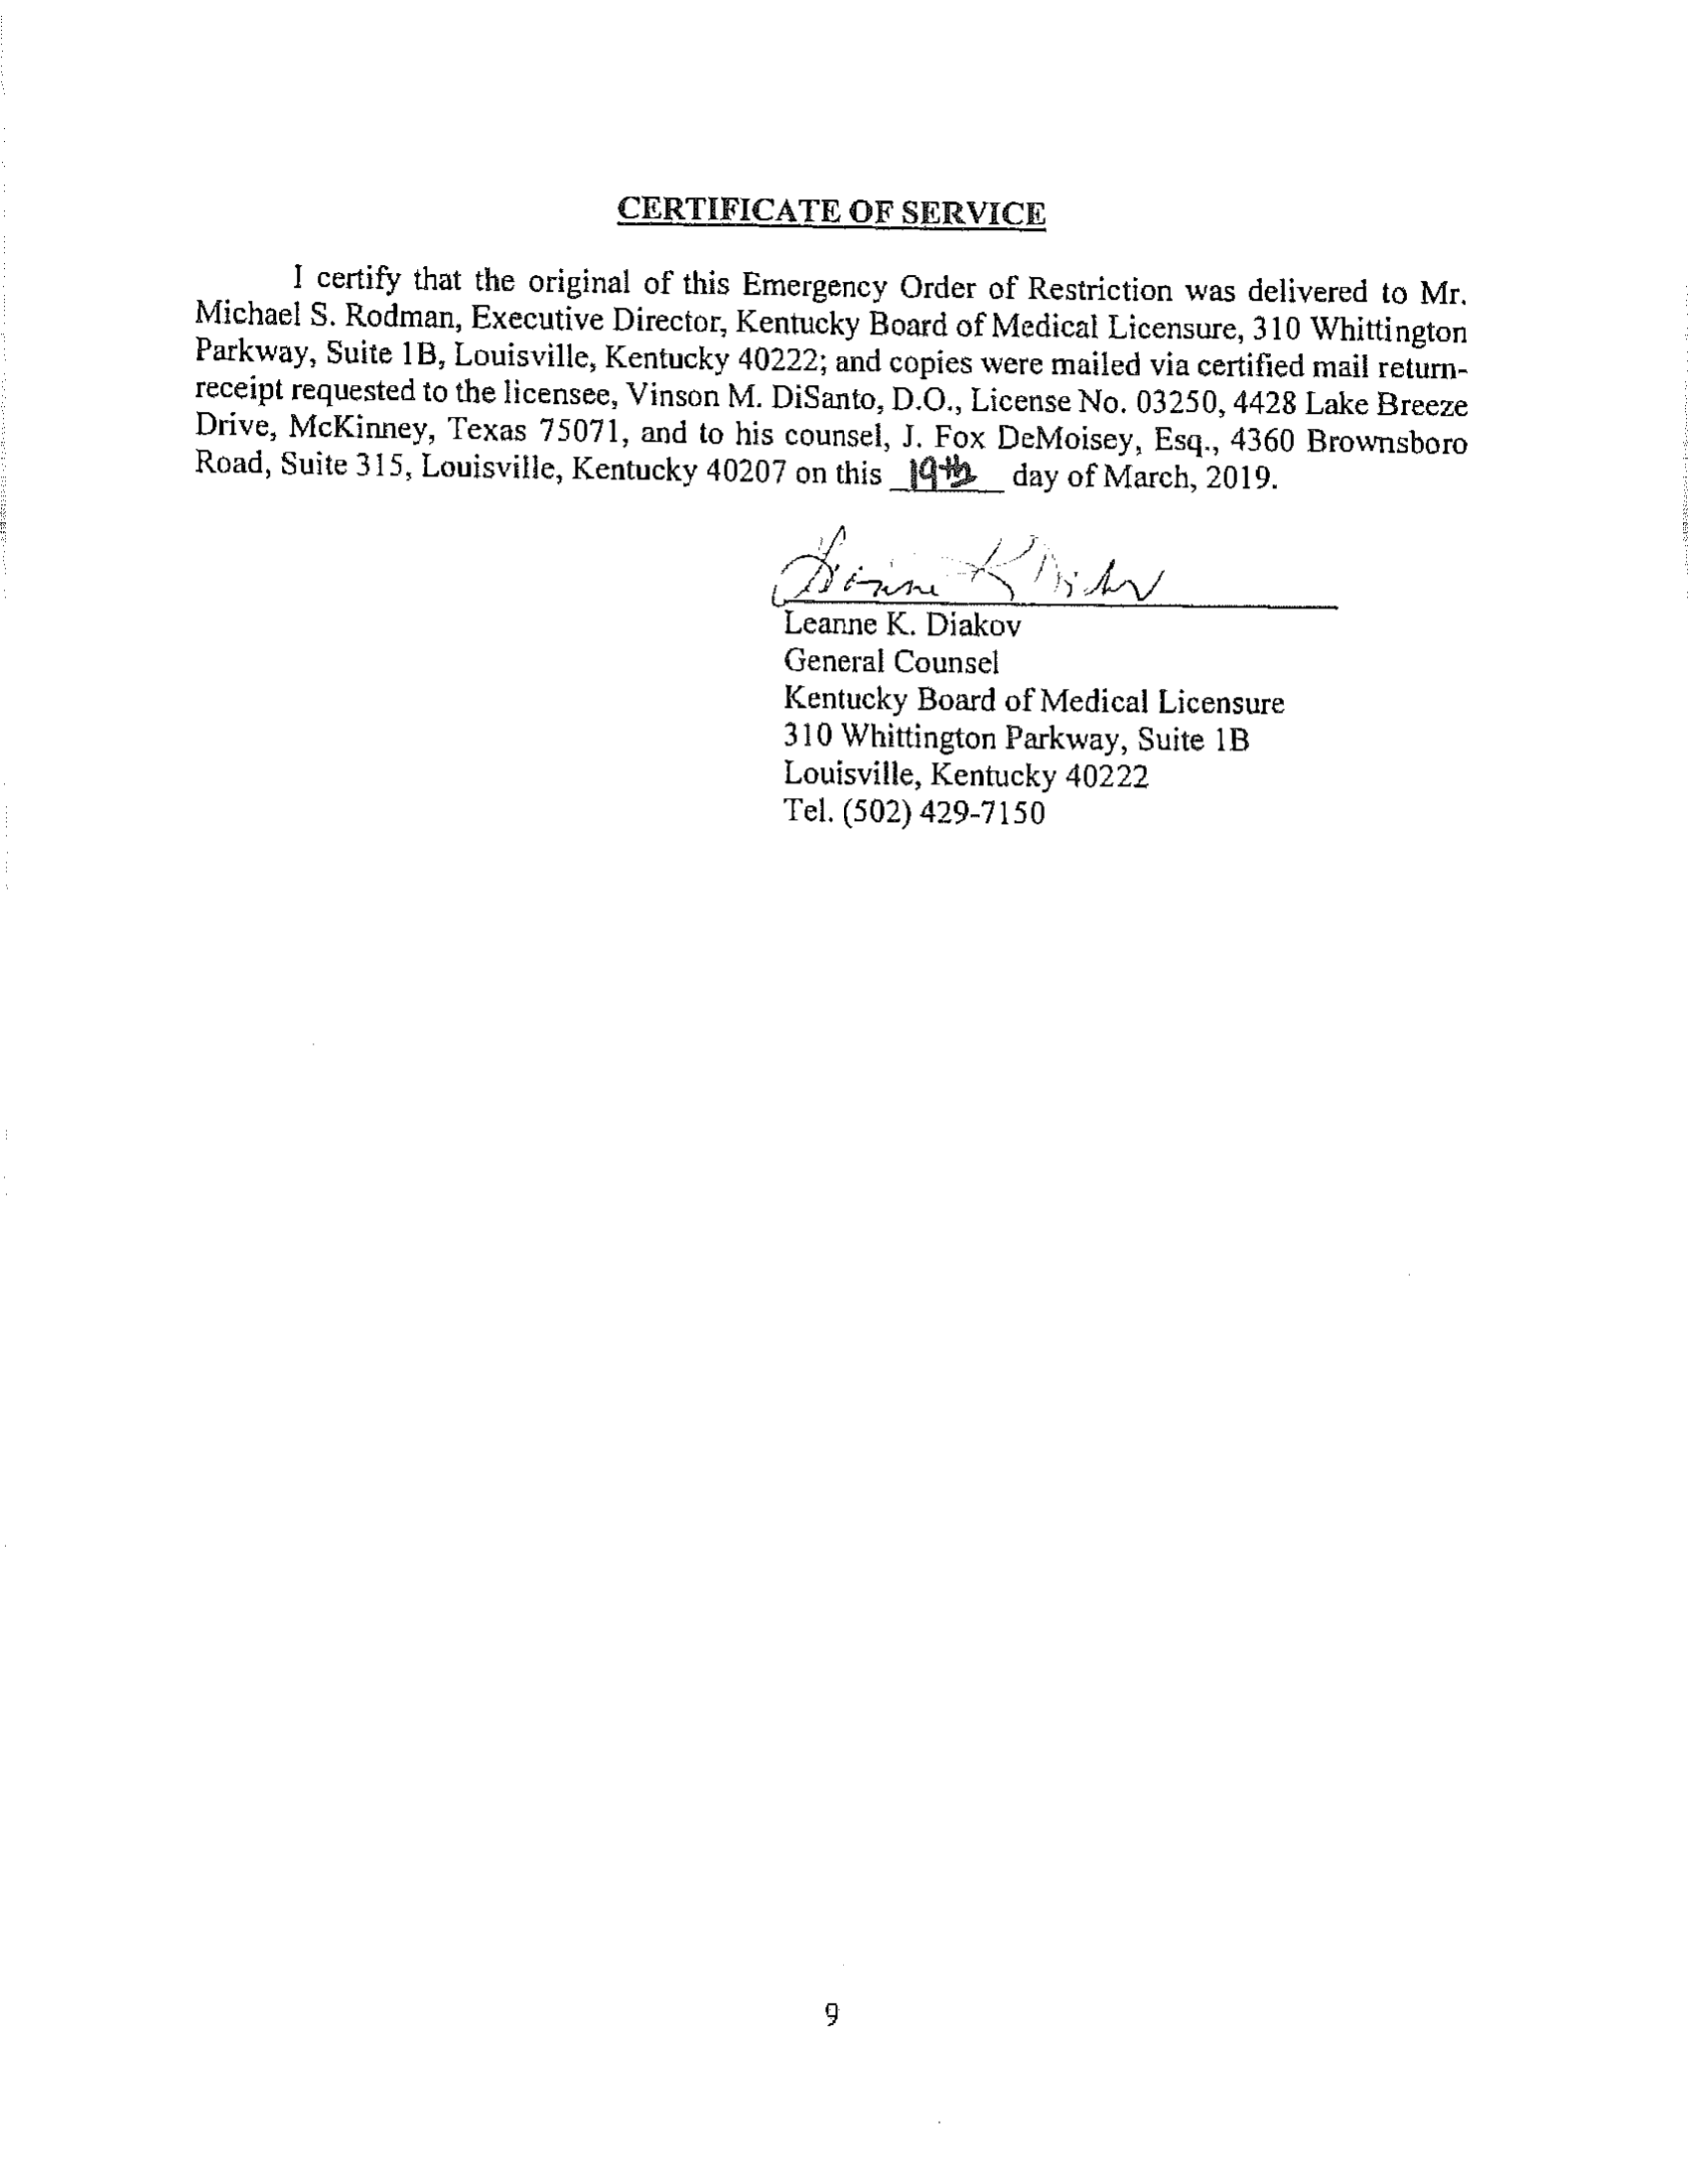 CERTIFICATE OF SERVICE
I certify that the original of this Emergency Order of Restriction was delivered to Mr.
Michael S. Rodman, Executive Director, Kentucky Board of Medical Licensure, 310 Whittington
Parkway, Suite 1B, Louisville, Kentucky 40222; and copies were mailed via certified mail return-
receipt requested to the licensee, Vinson M. DiSanto, D.O., License No. 03250, 4428 Lake Breeze
Drive, McKinney, Texas 75071, and to his counsel, J. Fox DeMoisey, Esq., 4360 Brownsboro
Road, Suite 315, Louisville, Kentucky 40207 on this 19th day of March, 2019.
Leanne K. Diakov
General Counsel
Kentucky Board of Medical Licensure
310 Whittington Parkway, Suite 1B
Louisville, Kentucky 40222
Tel. (502) 429-7150
9